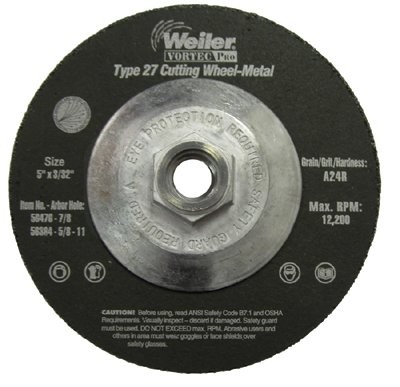 Weiler
VORTEC Pro
Type 27 Cutting Wheel-Metal
EYE PROTECTION REQUIRED SAFETY GUARD REQUIRED
Size
5" x 3/32"
Item No. - Arbor Hole:
56478 - 7/8
56384 - 5/8 - 11
Grain/Grit/Hardness:
A24R
Max. RPM:
12,200
CAUTION! Before using, read ANSI Safety Code B7.1 and OSHA
Requirements. Visually inspect — discard if damaged. Safety guard
must be used. DO NOT EXCEED max. RPM. Abrasive users and
others in area must wear goggles or face shields over
safety glasses.